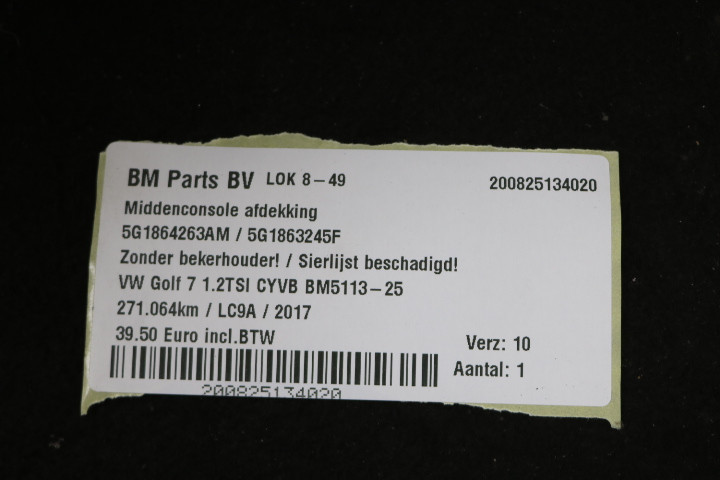 BM Parts BV LOK 8-49 200825134020
Middenconsole afdekking
5G1864263AM / 5G1863245F
Zonder bekerhouder! / Sierlijst beschadigd!
VW Golf 7 1.2TSI CYVB BM5113-25
271.064km / LC9A / 2017
39.50 Euro incl.BTW
Verz: 10
Aantal: 1
200825134020